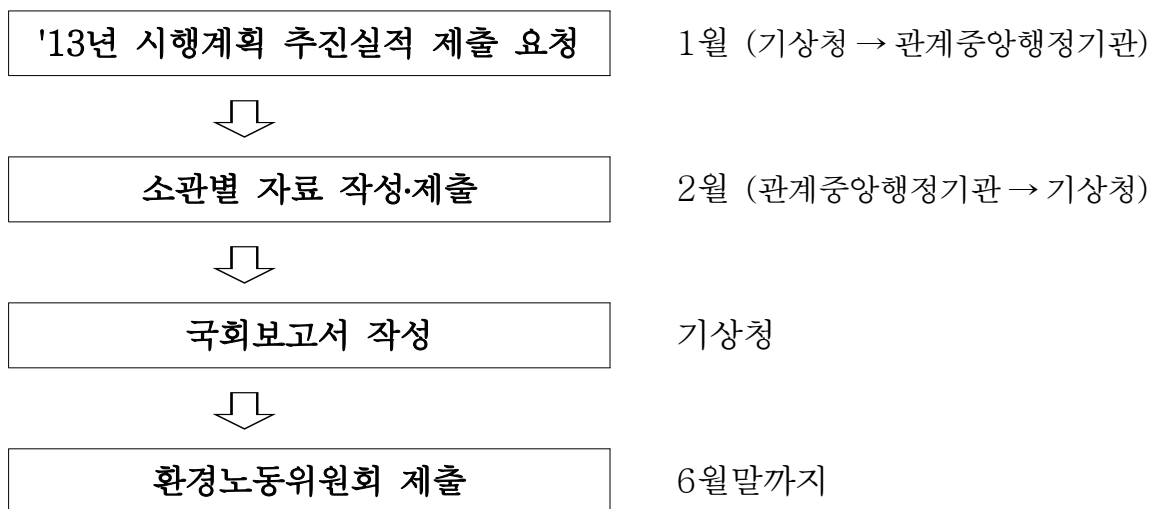 '13년 시행계획 추진실적 제출 요청 1월 (기상청 → 관계중앙행정기관)
소관별 자료 작성·제출 2월 (관계중앙행정기관 → 기상청)
국회보고서 작성 기상청
환경노동위원회 제출 6월말까지